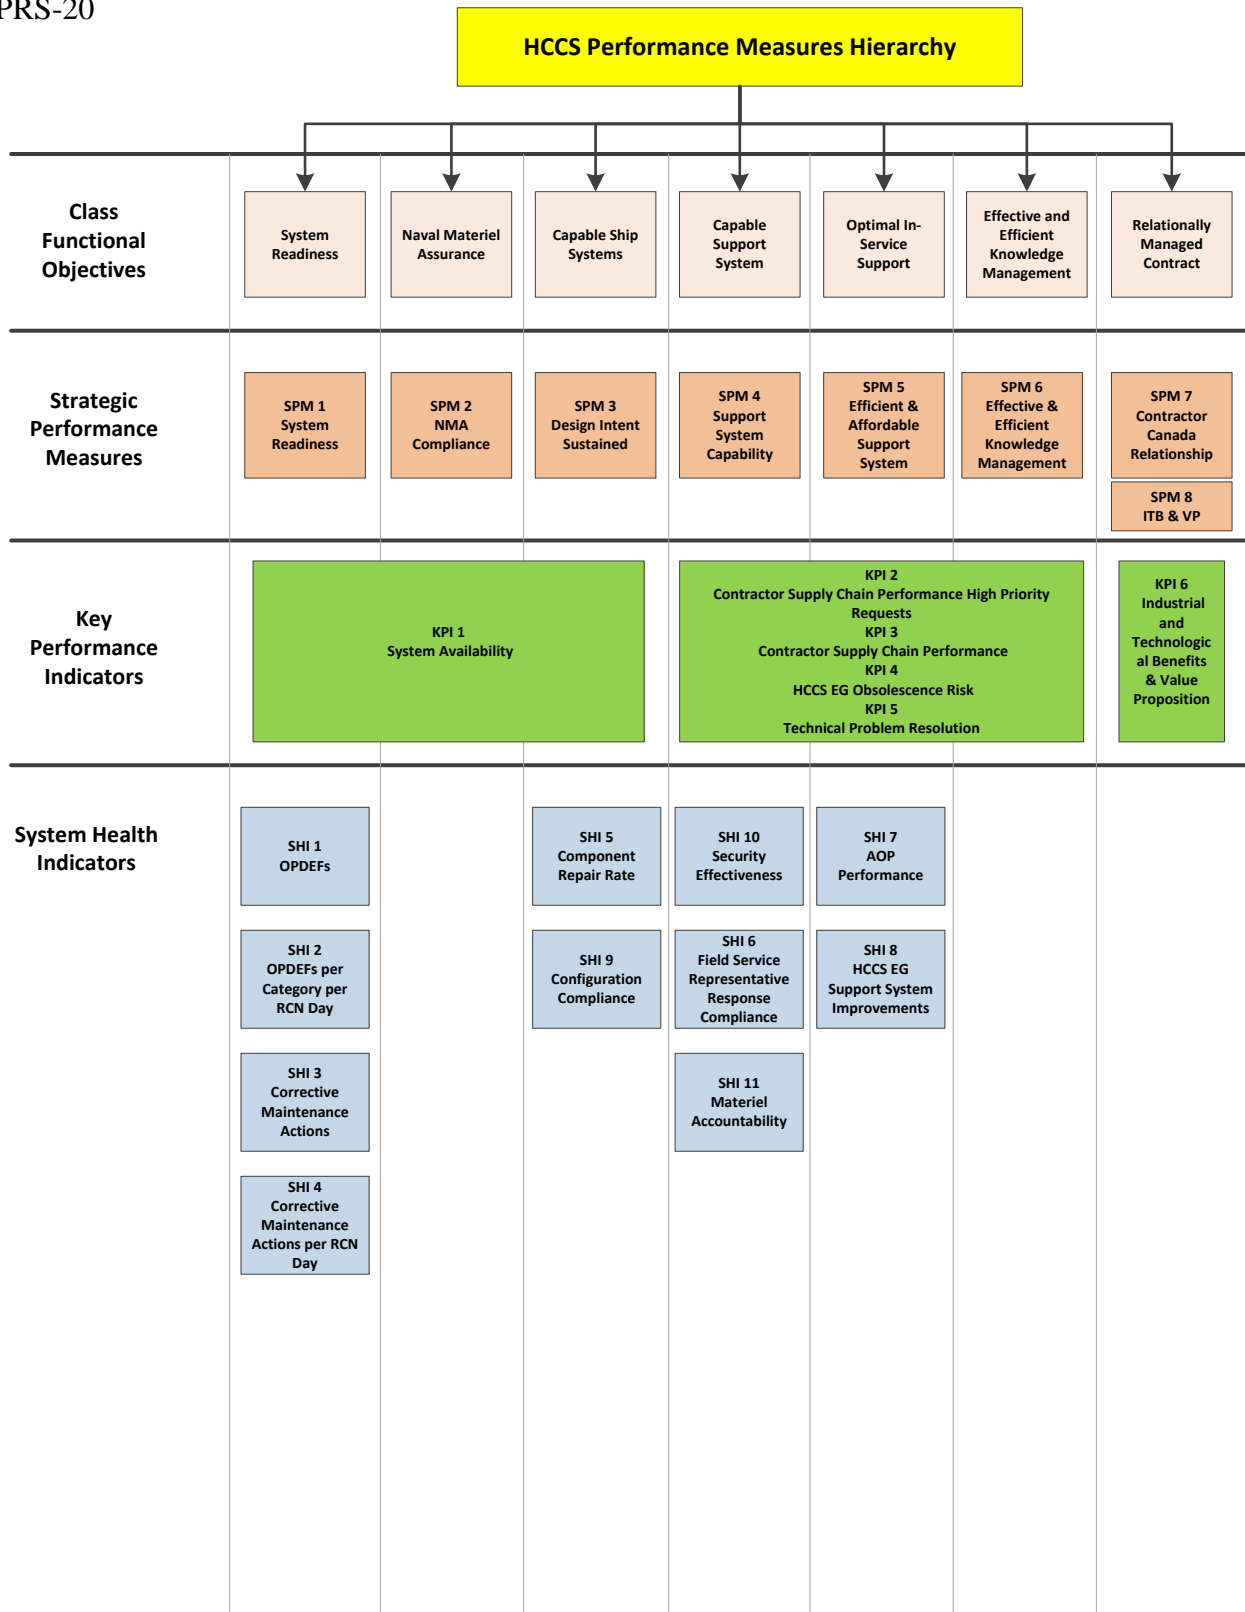 PRS-20
HCCS Performance Measures Hierarchy
Class
Functional
Objectives
System
Readiness
Naval Materiel
Assurance
Capable Ship
Systems
Capable
Support
System
Optimal In-
Service
Support
Effective and
Efficient
Knowledge
Management
Relationally
Managed
Contract
Strategic
Performance
Measures
SPM 1
System
Readiness
SPM 2
NMA
Compliance
SPM 3
Design Intent
Sustained
SPM 4
Support
System
Capability
SPM 5
Efficient &
Affordable
Support
System
SPM 6
Effective &
Efficient
Knowledge
Management
SPM 7
Contractor
Canada
Relationship
SPM 8
ITB & VP
Key
Performance
Indicators
KPI 1
System Availability
KPI 2
Contractor Supply Chain Performance High Priority
Requests
KPI 3
Contractor Supply Chain Performance
KPI 4
HCCS EG Obsolescence Risk
KPI 5
Technical Problem Resolution
KPI 6
Industrial
and
Technologic
al Benefits
& Value
Proposition
System Health
Indicators
SHI 1
OPDEFs
SHI 5
Component
Repair Rate
SHI 10
Security
Effectiveness
SHI 7
AOP
Performance
SHI 2
OPDEFs per
Category per
RCN Day
SHI 9
Configuration
Compliance
SHI 6
Field Service
Representative
Response
Compliance
SHI 8
HCCS EG
Support System
Improvements
SHI 3
Corrective
Maintenance
Actions
SHI 11
Materiel
Accountability
SHI 4
Corrective
Maintenance
Actions per RCN
Day